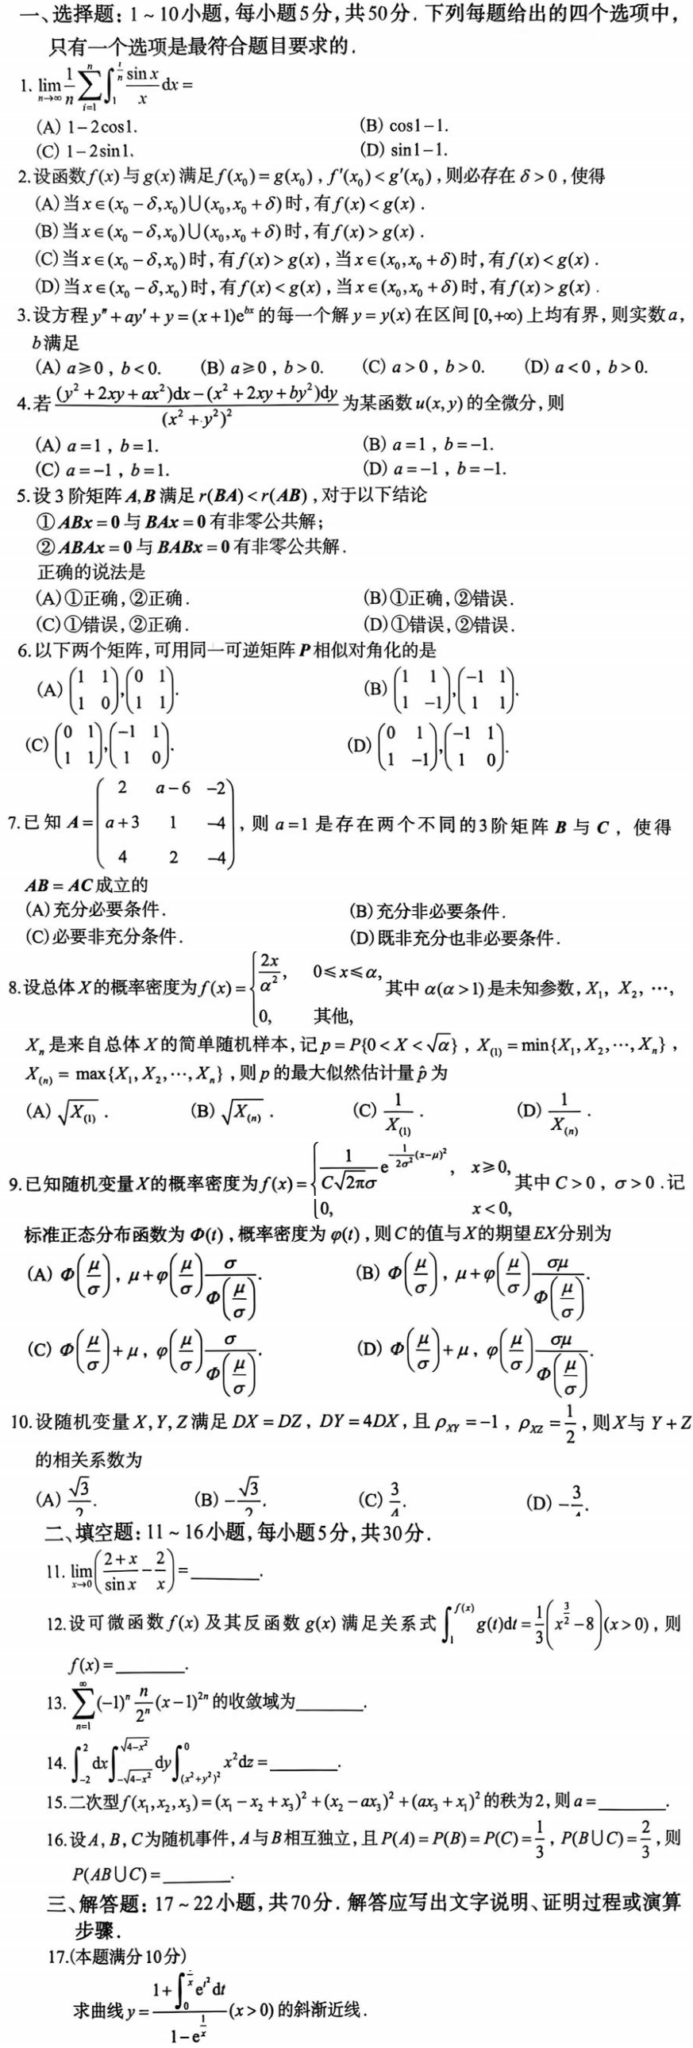 一、选择题：1～10小题，每小题5分，共50分．下列每题给出的四个选项中，
只有一个选项是最符合题目要求的．
1. lim_{n→∞} 1/n ∑_{i=1}^{n} ∫_{1}^{i/n} sin x/x dx =
(A) 1−2cos1. (B) cos1−1.
(C) 1−2sin1. (D) sin1−1.
2.设函数f(x)与g(x)满足f(x₀)=g(x₀)，f′(x₀)<g′(x₀)，则必存在δ>0，使得
(A)当x∈(x₀−δ,x₀)∪(x₀,x₀+δ)时，有f(x)<g(x)．
(B)当x∈(x₀−δ,x₀)∪(x₀,x₀+δ)时，有f(x)>g(x)．
(C)当x∈(x₀−δ,x₀)时，有f(x)>g(x)，当x∈(x₀,x₀+δ)时，有f(x)<g(x)．
(D)当x∈(x₀−δ,x₀)时，有f(x)<g(x)，当x∈(x₀,x₀+δ)时，有f(x)>g(x)．
3.设方程y″+ay′+y=(x+1)e^{bx}的每一个解y=y(x)在区间[0,+∞)上均有界，则实数a，
b满足
(A) a≥0，b<0. (B) a≥0，b>0. (C) a>0，b>0. (D) a<0，b>0.
4.若 ((y²+2xy+ax²)dx−(x²+2xy+by²)dy)/(x²+y²)² 为某函数u(x,y)的全微分，则
(A) a=1，b=1. (B) a=1，b=−1.
(C) a=−1，b=1. (D) a=−1，b=−1.
5.设3阶矩阵A,B满足r(BA)<r(AB)，对于以下结论
①ABx=0与BAx=0有非零公共解；
②ABAx=0与BABx=0有非零公共解．
正确的说法是
(A)①正确，②正确． (B)①正确，②错误．
(C)①错误，②正确． (D)①错误，②错误．
6.以下两个矩阵，可用同一可逆矩阵P相似对角化的是
(A) (1 1; 1 0),(0 1; 1 1). (B) (1 1; 1 −1),(−1 1; 1 1).
(C) (0 1; 1 1),(−1 1; 1 0). (D) (0 1; 1 −1),(−1 1; 1 0).
7.已知A=(2 a−6 −2; a+3 1 −4; 4 2 −4)，则a=1是存在两个不同的3阶矩阵B与C，使得
AB=AC成立的
(A)充分必要条件． (B)充分非必要条件．
(C)必要非充分条件． (D)既非充分也非必要条件．
8.设总体X的概率密度为f(x)={2x/α², 0≤x≤α, 0, 其他, 其中α(α>1)是未知参数，X₁，X₂，⋯，
Xₙ是来自总体X的简单随机样本，记p=P{0<X<√α}，X₍₁₎=min{X₁,X₂,⋯,Xₙ}，
X₍ₙ₎=max{X₁,X₂,⋯,Xₙ}，则p的最大似然估计量p̂为
(A) √X₍₁₎． (B) √X₍ₙ₎． (C) 1/X₍₁₎． (D) 1/X₍ₙ₎．
9.已知随机变量X的概率密度为f(x)={1/(C√(2π)σ) e^{−1/(2σ²)(x−μ)²}, x≥0, 0, x<0, 其中C>0，σ>0．记
标准正态分布函数为Φ(t)，概率密度为φ(t)，则C的值与X的期望EX分别为
(A) Φ(μ/σ)，μ+φ(μ/σ) σ/Φ(μ/σ). (B) Φ(μ/σ)，μ+φ(μ/σ) σμ/Φ(μ/σ).
(C) Φ(μ/σ)+μ，φ(μ/σ) σ/Φ(μ/σ). (D) Φ(μ/σ)+μ，φ(μ/σ) σμ/Φ(μ/σ).
10.设随机变量X,Y,Z满足DX=DZ，DY=4DX，且ρ_{XY}=−1，ρ_{XZ}=1/2，则X与Y+Z
的相关系数为
(A) √3/2. (B) −√3/2. (C) 3/4. (D) −3/4.
二、填空题：11～16小题，每小题5分，共30分．
11. lim_{x→0} ((2+x)/sin x − 2/x)=______.
12.设可微函数f(x)及其反函数g(x)满足关系式∫_{1}^{f(x)} g(t)dt=1/3(x^{3/2}−8)(x>0)，则
f(x)=______.
13. ∑_{n=1}^{∞}(−1)ⁿ n/2ⁿ (x−1)^{2n}的收敛域为______.
14. ∫_{−2}^{2}dx∫_{−√(4−x²)}^{√(4−x²)}dy∫_{(x²+y²)²}^{0}x²dz=______.
15.二次型f(x₁,x₂,x₃)=(x₁−x₂+x₃)²+(x₂−ax₃)²+(ax₃+x₁)²的秩为2，则a=______.
16.设A，B，C为随机事件，A与B相互独立，且P(A)=P(B)=P(C)=1/3，P(B∪C)=2/3，则
P(AB∪C)=______.
三、解答题：17～22小题，共70分．解答应写出文字说明、证明过程或演算
步骤．
17.(本题满分10分)
求曲线y=(1+∫_{0}^{1/x}e^{t²}dt)/(1−e^{1/x})(x>0)的斜渐近线．